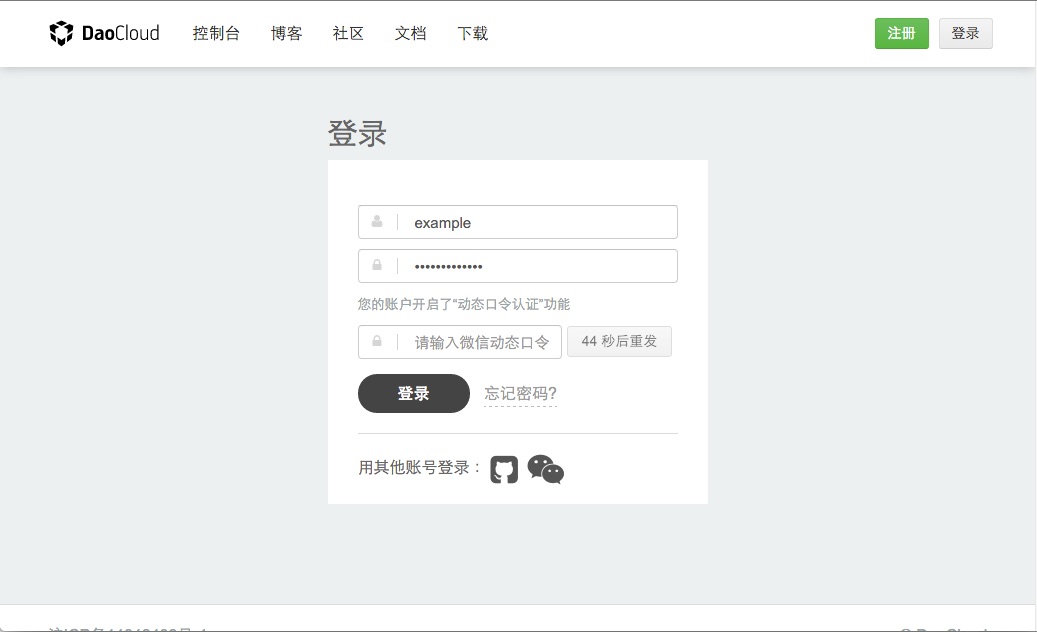 DaoCloud 控制台 博客 社区 文档 下载 注册 登录
登录
example
•••••••••••••
您的账户开启了“动态口令认证”功能
请输入微信动态口令 44 秒后重发
登录 忘记密码?
用其他账号登录：